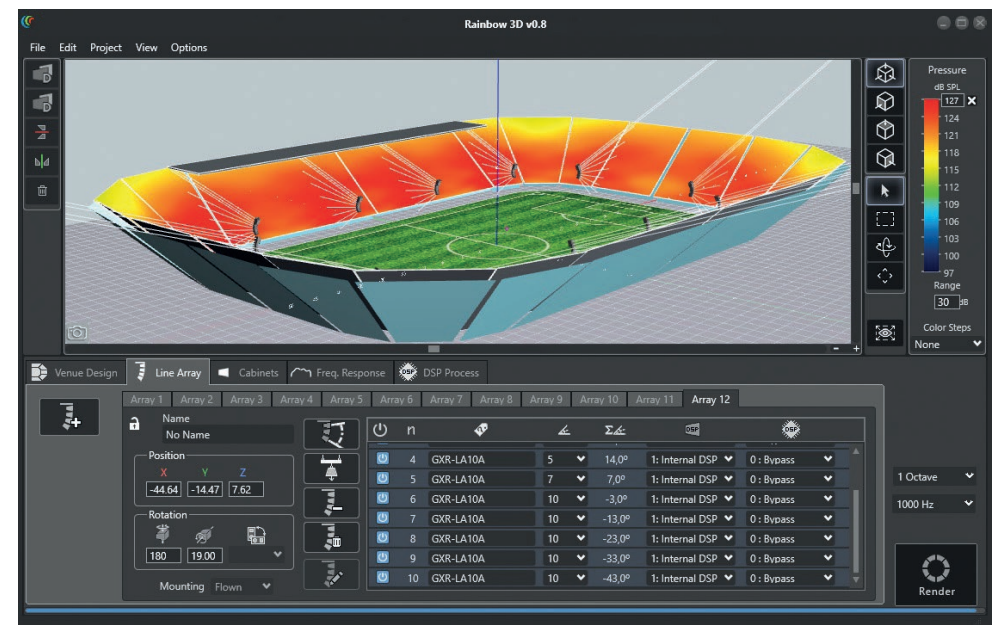 Rainbow 3D v0.8
File Edit Project View Options
Pressure
dB SPL
127
124
121
118
115
112
109
106
103
100
97
Range
30 dB
Color Steps
None
Venue Design Line Array Cabinets Freq. Response DSP Process
Array 1 Array 2 Array 3 Array 4 Array 5 Array 6 Array 7 Array 8 Array 9 Array 10 Array 11 Array 12
Name
No Name
Position
X Y Z
-44.64 -14.47 7.62
Rotation
180 19.00
Mounting Flown
n Σ DSP DSP
4 GXR-LA10A 5 14,0º 1: Internal DSP 0 : Bypass
5 GXR-LA10A 7 7,0º 1: Internal DSP 0 : Bypass
6 GXR-LA10A 10 -3,0º 1: Internal DSP 0 : Bypass
7 GXR-LA10A 10 -13,0º 1: Internal DSP 0 : Bypass
8 GXR-LA10A 10 -23,0º 1: Internal DSP 0 : Bypass
9 GXR-LA10A 10 -33,0º 1: Internal DSP 0 : Bypass
10 GXR-LA10A 10 -43,0º 1: Internal DSP 0 : Bypass
1 Octave
1000 Hz
Render